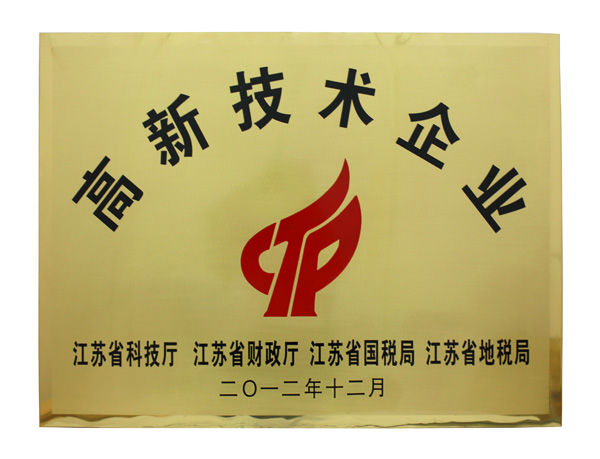 高新技术企业
CTP
江苏省科技厅 江苏省财政厅 江苏省国税局 江苏省地税局
二〇一二年十二月